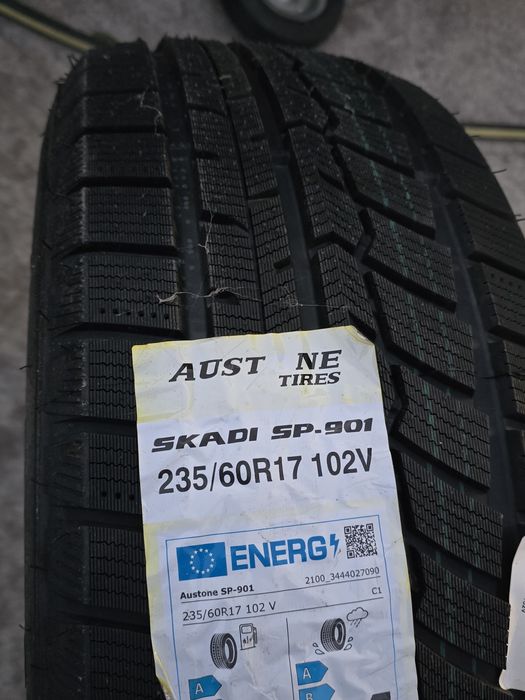 AUST NE
TIRES
SKADI SP-901
235/60R17 102V
ENERG
Austone SP-901
2100_3444027090
235/60R17 102 V
C1
A
A
B